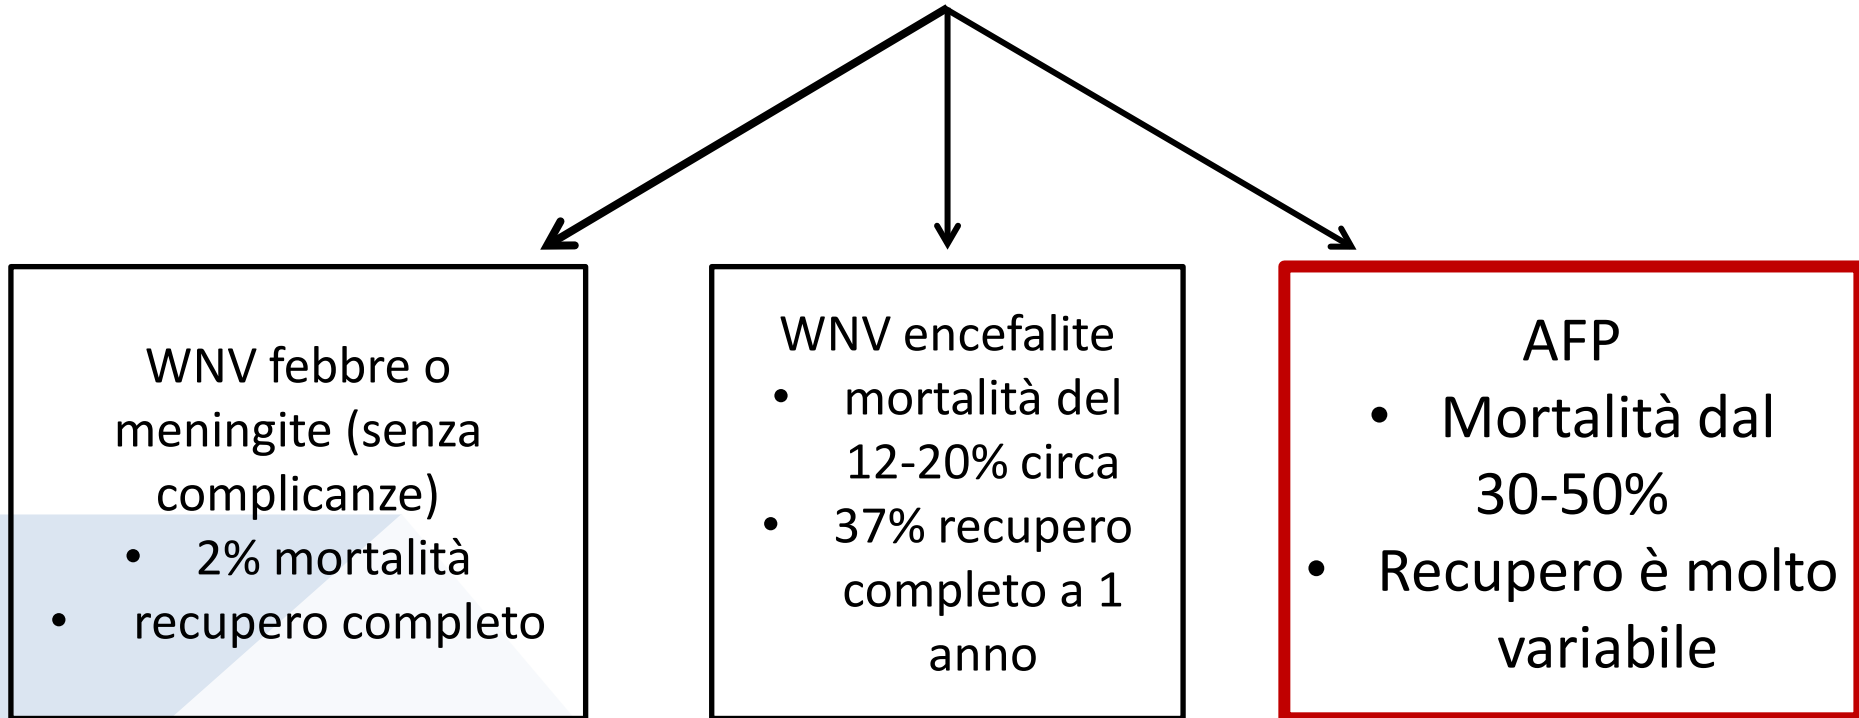 WNV febbre o
meningite (senza
complicanze)
• 2% mortalità
• recupero completo
WNV encefalite
• mortalità del
12-20% circa
• 37% recupero
completo a 1
anno
AFP
• Mortalità dal
30-50%
• Recupero è molto
variabile